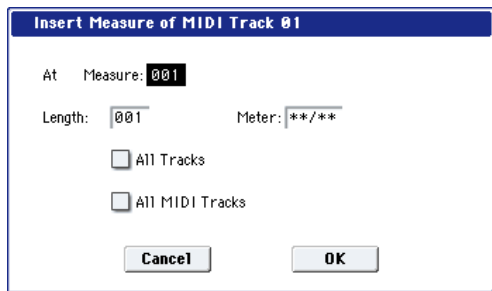 Insert Measure of MIDI Track 01
At Measure: 001
Length: 001 Meter: **/**
All Tracks
All MIDI Tracks
Cancel OK